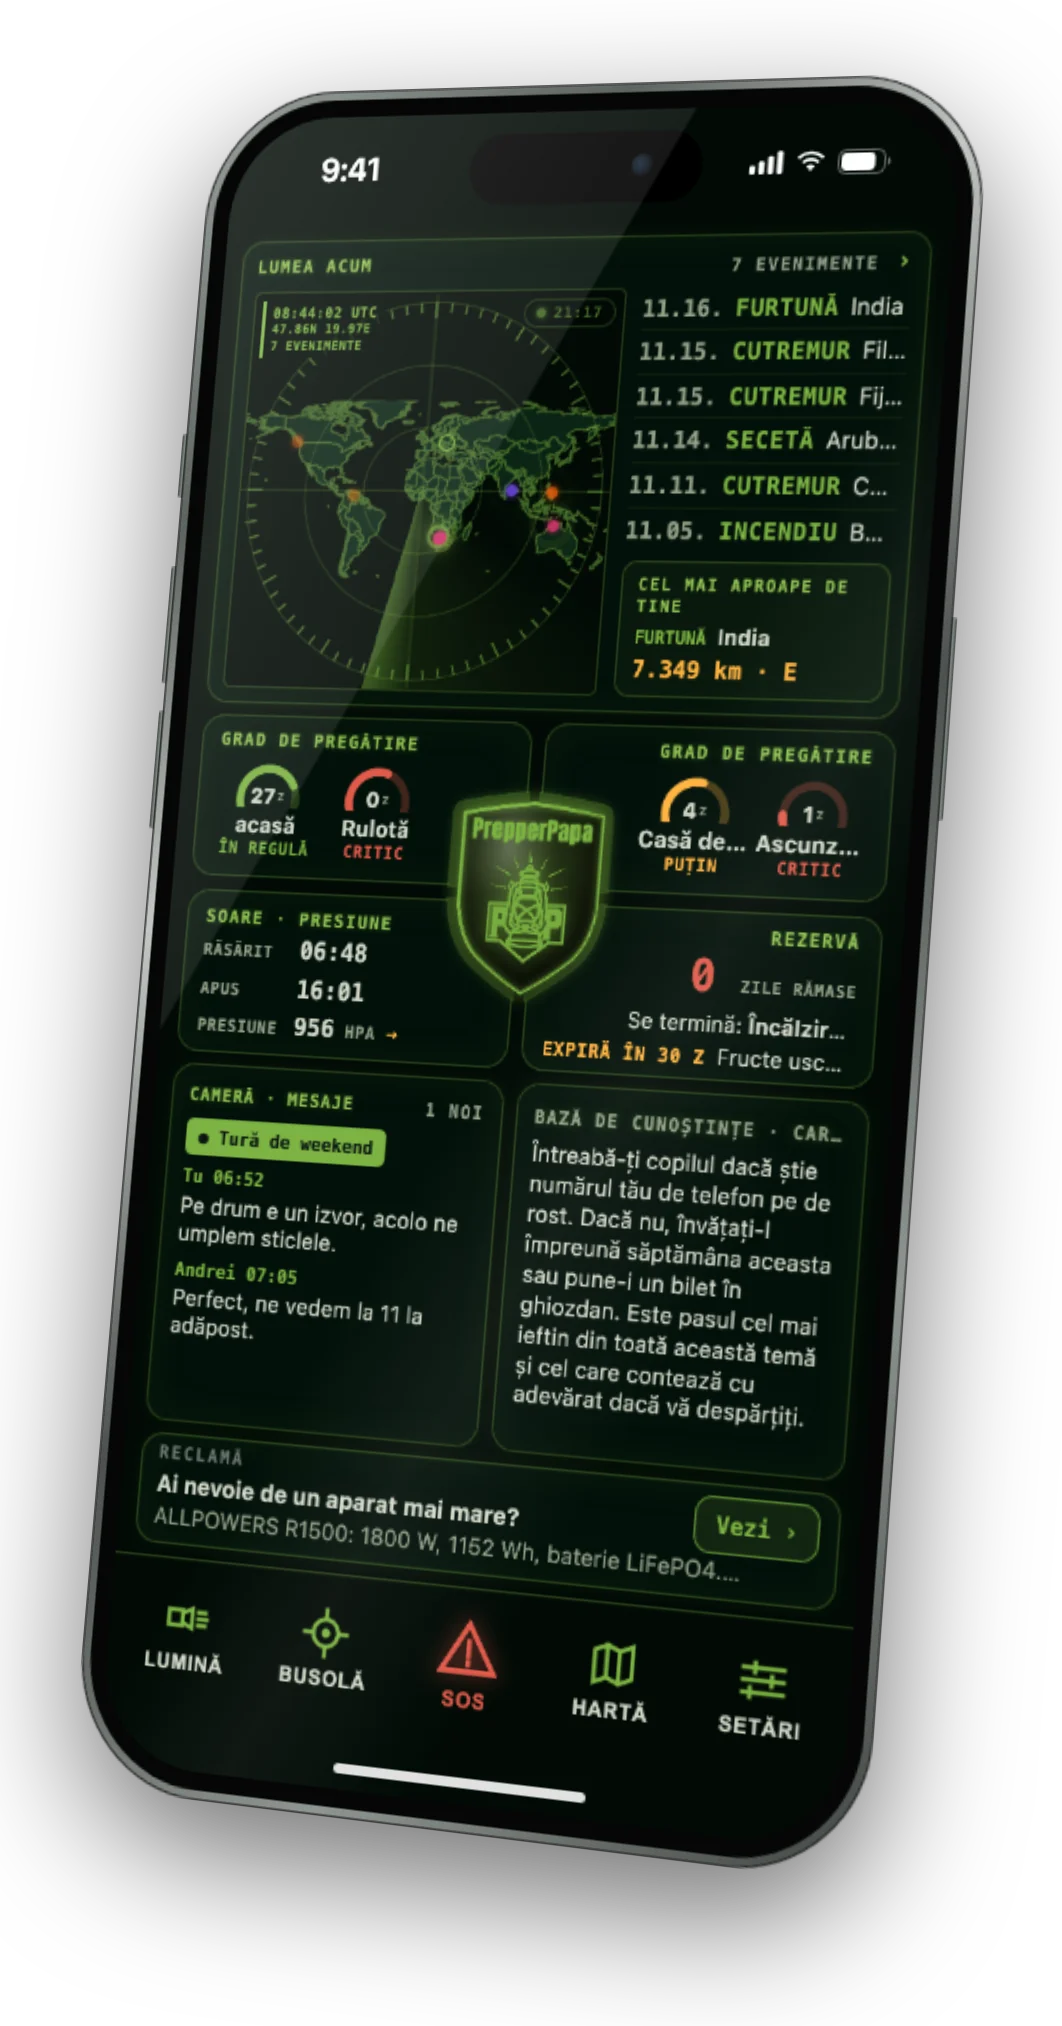 9:41
LUMEA ACUM
7 EVENIMENTE ›
08:44:02 UTC
47.86N 19.97E
7 EVENIMENTE
21:17
11.16. FURTUNĂ India
11.15. CUTREMUR Fil...
11.15. CUTREMUR Fij...
11.14. SECETĂ Arub...
11.11. CUTREMUR C...
11.05. INCENDIU B...
CEL MAI APROAPE DE
TINE
FURTUNĂ India
7.349 km · E
GRAD DE PREGĂTIRE
27z
acasă
ÎN REGULĂ
0z
Rulotă
CRITIC
GRAD DE PREGĂTIRE
4z
Casă de...
PUȚIN
1z
Ascunz...
CRITIC
PrepperPapa
SOARE · PRESIUNE
RĂSĂRIT 06:48
APUS 16:01
PRESIUNE 956 HPA →
REZERVĂ
0 ZILE RĂMASE
Se termină: Încălzir...
EXPIRĂ ÎN 30 Z Fructe usc...
CAMERĂ · MESAJE
1 NOI
● Tură de weekend
Tu 06:52
Pe drum e un izvor, acolo ne
umplem sticlele.
Andrei 07:05
Perfect, ne vedem la 11 la
adăpost.
BAZĂ DE CUNOȘTINȚE · CAR…
Întreabă-ți copilul dacă știe
numărul tău de telefon pe de
rost. Dacă nu, învățați-l
împreună săptămâna aceasta
sau pune-i un bilet în
ghiozdan. Este pasul cel mai
ieftin din toată această temă
și cel care contează cu
adevărat dacă vă despărțiți.
RECLAMĂ
Ai nevoie de un aparat mai mare?
ALLPOWERS R1500: 1800 W, 1152 Wh, baterie LiFePO4....
Vezi ›
LUMINĂ
BUSOLĂ
SOS
HARTĂ
SETĂRI